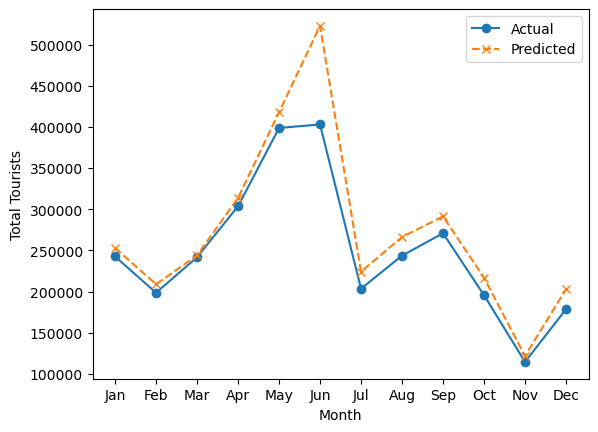 Actual
Predicted
500000
450000
400000
350000
300000
250000
200000
150000
100000
Total Tourists
Jan Feb Mar Apr May Jun Jul Aug Sep Oct Nov Dec
Month